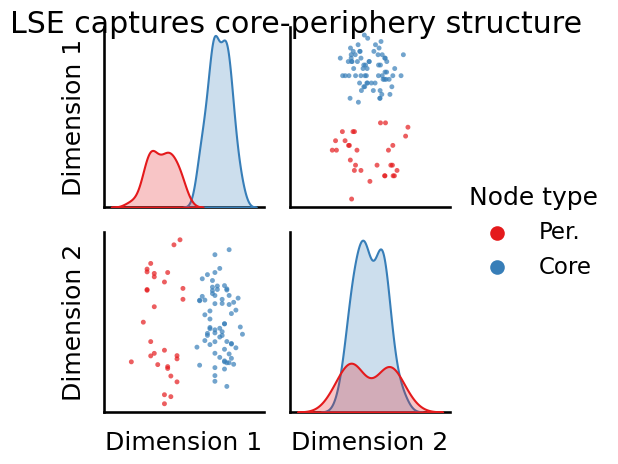 LSE captures core-periphery structure
Dimension 1
Node type
Per.
Core
Dimension 2
Dimension 1
Dimension 2